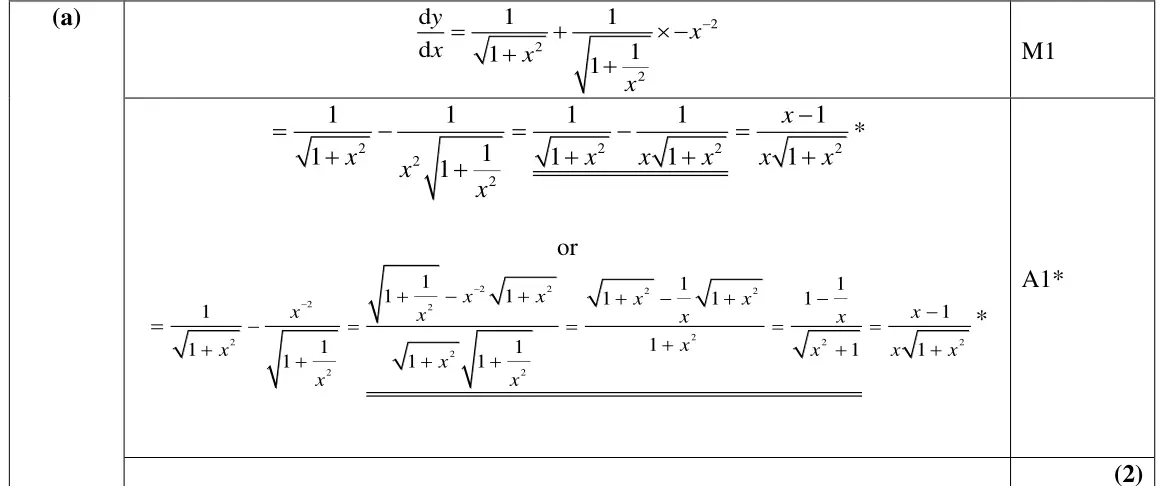 (a)
dy/dx = 1/√(1+x²) + 1/√(1+1/x²) × −x⁻²
M1
= 1/√(1+x²) − 1/(x²√(1+1/x²)) = 1/√(1+x²) − 1/(x√(1+x²)) = (x−1)/(x√(1+x²)) *
or
= 1/√(1+x²) − x⁻²/√(1+1/x²) = (√(1+1/x²) − x⁻²√(1+x²))/(√(1+x²)√(1+1/x²)) = (√(1+x²) − (1/x)√(1+x²))/(1+x²) = (1−1/x)/√(x²+1) = (x−1)/(x√(1+x²)) *
A1*
(2)